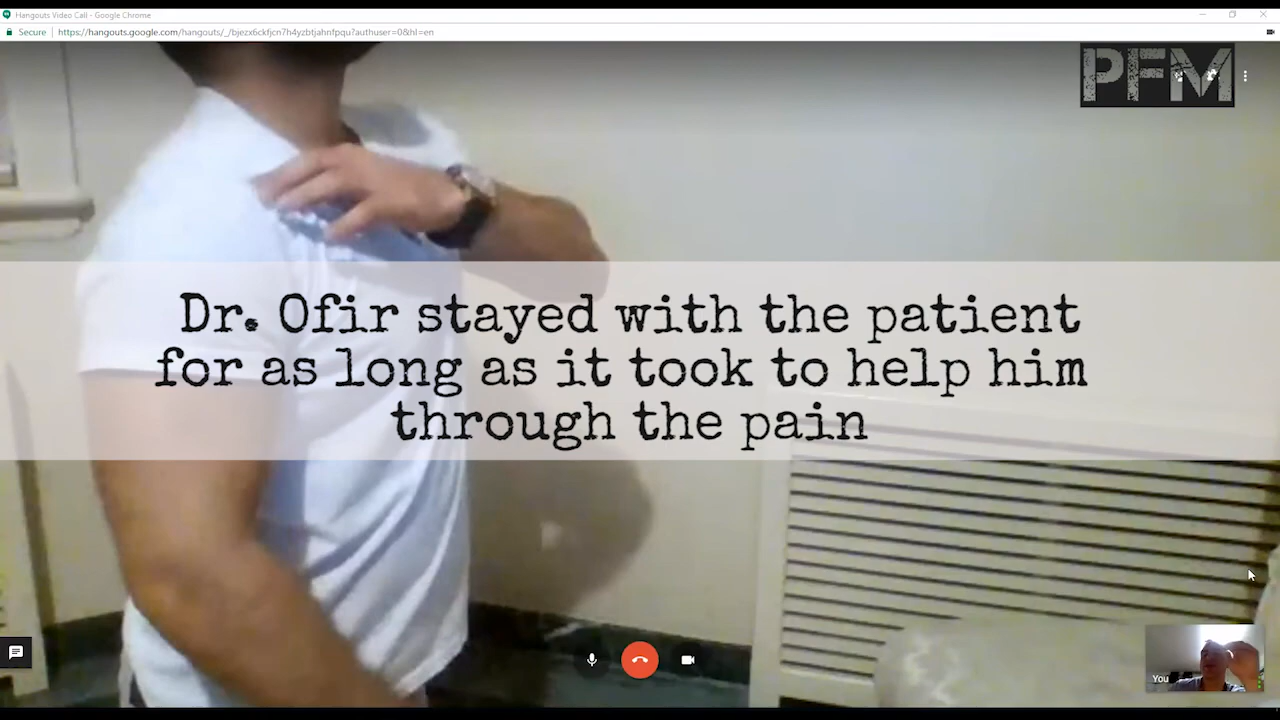 Hangouts Video Call - Google Chrome
Secure
https://hangouts.google.com/hangouts/_/bjezx6ckfjcn7h4yzbtjahnfpqu?authuser=0&hl=en
PFM
Dr. Ofir stayed with the patient
for as long as it took to help him
through the pain
You